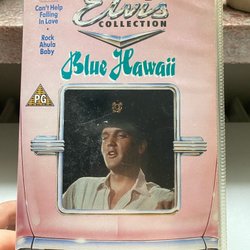 Can't Help
Falling
In Love
• Rock
Ahula
Baby
Elvis
COLLECTION
Blue Hawaii
PG